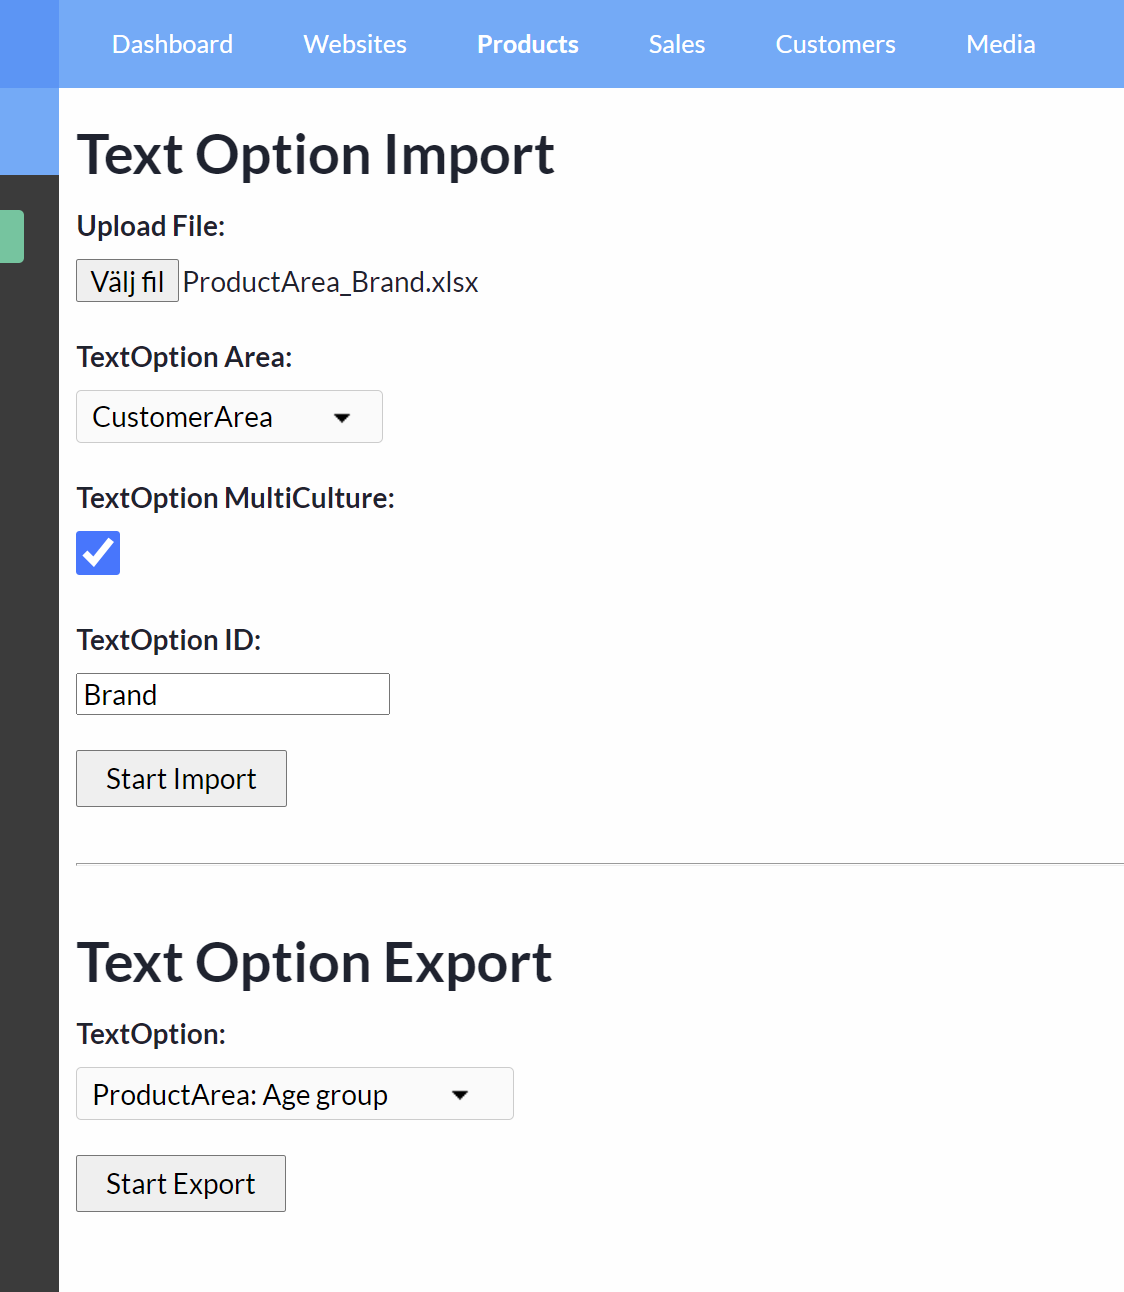 Dashboard Websites Products Sales Customers Media
Text Option Import
Upload File:
Välj fil ProductArea_Brand.xlsx
TextOption Area:
CustomerArea
TextOption MultiCulture:
TextOption ID:
Brand
Start Import
Text Option Export
TextOption:
ProductArea: Age group
Start Export